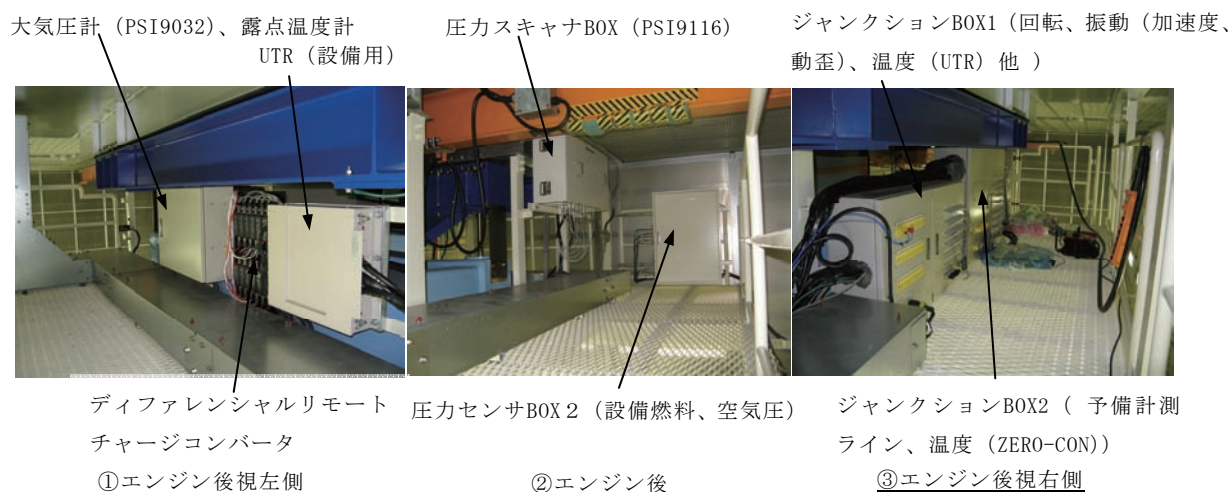 大気圧計 (PSI9032)、露点温度計
UTR (設備用)
圧力スキャナBOX (PSI9116)
ジャンクションBOX1 (回転、振動 (加速度、
動歪)、温度 (UTR) 他 )
ディファレンシャルリモート
チャージコンバータ
①エンジン後視左側
圧力センサBOX2 (設備燃料、空気圧)
②エンジン後
ジャンクションBOX2 ( 予備計測
ライン、温度 (ZERO-CON))
③エンジン後視右側